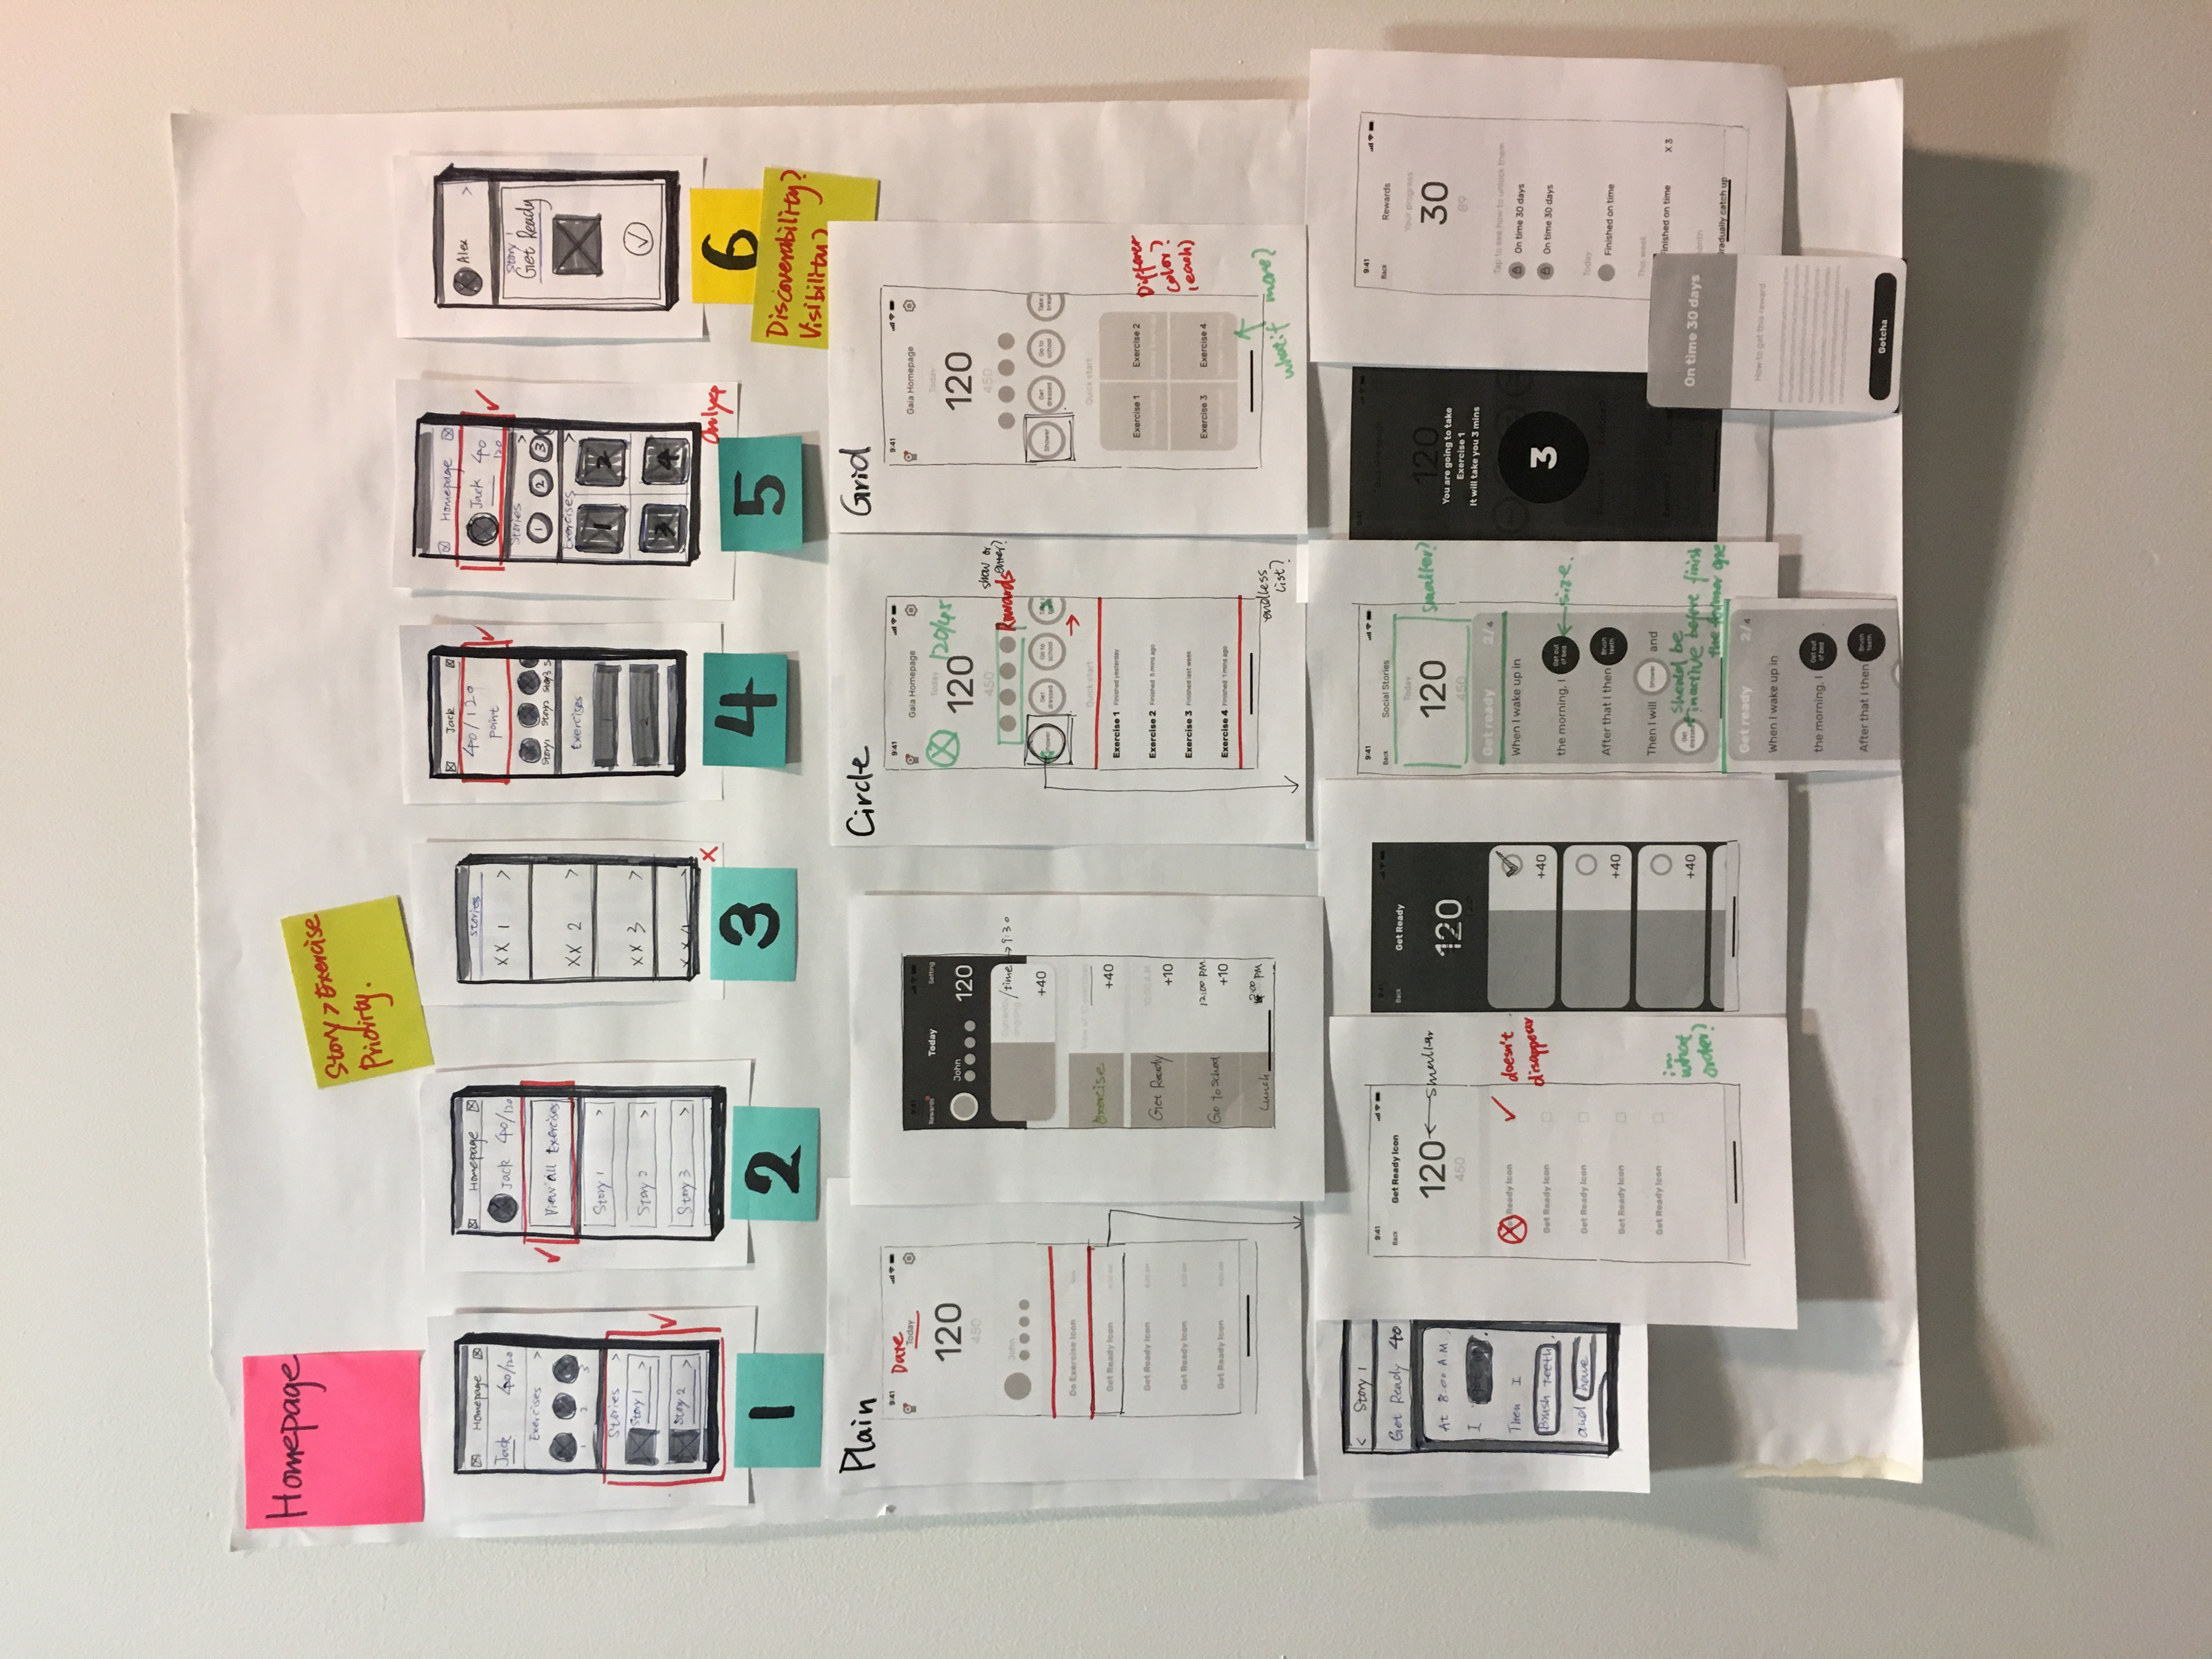 Homepage
Story > Exercise
Priority.
Homepage
Jack 40/120
Exercises >
1 2 3
Stories >
Story 1 >
Story 2 >
1
Homepage
Jack 40/120
View all Exercises
Story 1 >
Story 2 >
Story 3 >
2
Stories
XX 1 >
XX 2 >
XX 3 >
X
3
Jack
40/120
point
Story1 Story2 Story3 S
Exercises
4
Homepage
Jack 40
120
Stories >
1 2 3
Exercises >
1 2
3 4
5
Alex >
Story 1
Get Ready
6
Discoverability?
Visibility?
Plain
9:41
Date
Today
120
450
John
Do Exercise Icon
Get Ready Icon
Get Ready Icon
Get Ready Icon
Get Ready Icon
9:41
Rewards Today Setting
John
120
/time → 9:30
+40
Exercise
View all 10 exercises
+40
10:00 A.M.
Get Ready
+10
12:00 PM
Go to School
+10
PM
Lunch
Circle
9:41
Gaia Homepage
Today
120
120/45
450
Rewards
show or
enter?
Shower
Get
dressed
Go to
school
Quick start
Exercise 1 Finished yesterday
Exercise 2 Finished 5 mins ago
Exercise 3 Finished last week
Exercise 4 Finished 1 mins ago
endless
list?
Grid
9:41
Gaia Homepage
Today
120
450
Shower
Get
dressed
Go to
school
Take a
break
Quick start
Exercise 1 Exercise 2
Exercise 3 Exercise 4
Differer
color?
(each)
what if more?
< Story 1
Get Ready 40
At 8:00 A.M.,
I
Then I
Brush teeth,
and have
9:41
Back Get Ready Icon
120 ← smaller
450
Get Ready Icon
doesn't
disappear
Get Ready Icon
Get Ready Icon
Get Ready Icon
Get Ready Icon
in
what
order?
Back Get Ready
120
+40
+40
+40
9:41
Back Social Stories
Today
120
450
smaller?
Get ready 2/4
When I wake up in
the morning, I Get out
of bed
← size.
After that I then Brush
teeth
Then I will Shower and
Get
dressed
should be
inactive before finish
the former one
Get ready 2/4
When I wake up in
the morning, I Get out
of bed .
After that I then Brush
teeth
120
You are going to take
Exercise 1
It will take you 3 mins
3
9:41
Back Rewards
Your progress
30
89
Tap to see how to unlock them
On time 30 days
On time 30 days
Today
Finished on time
This week
Finished on time X 3
month
Gradually catch up
On time 30 days
How to get this reward
Gotcha